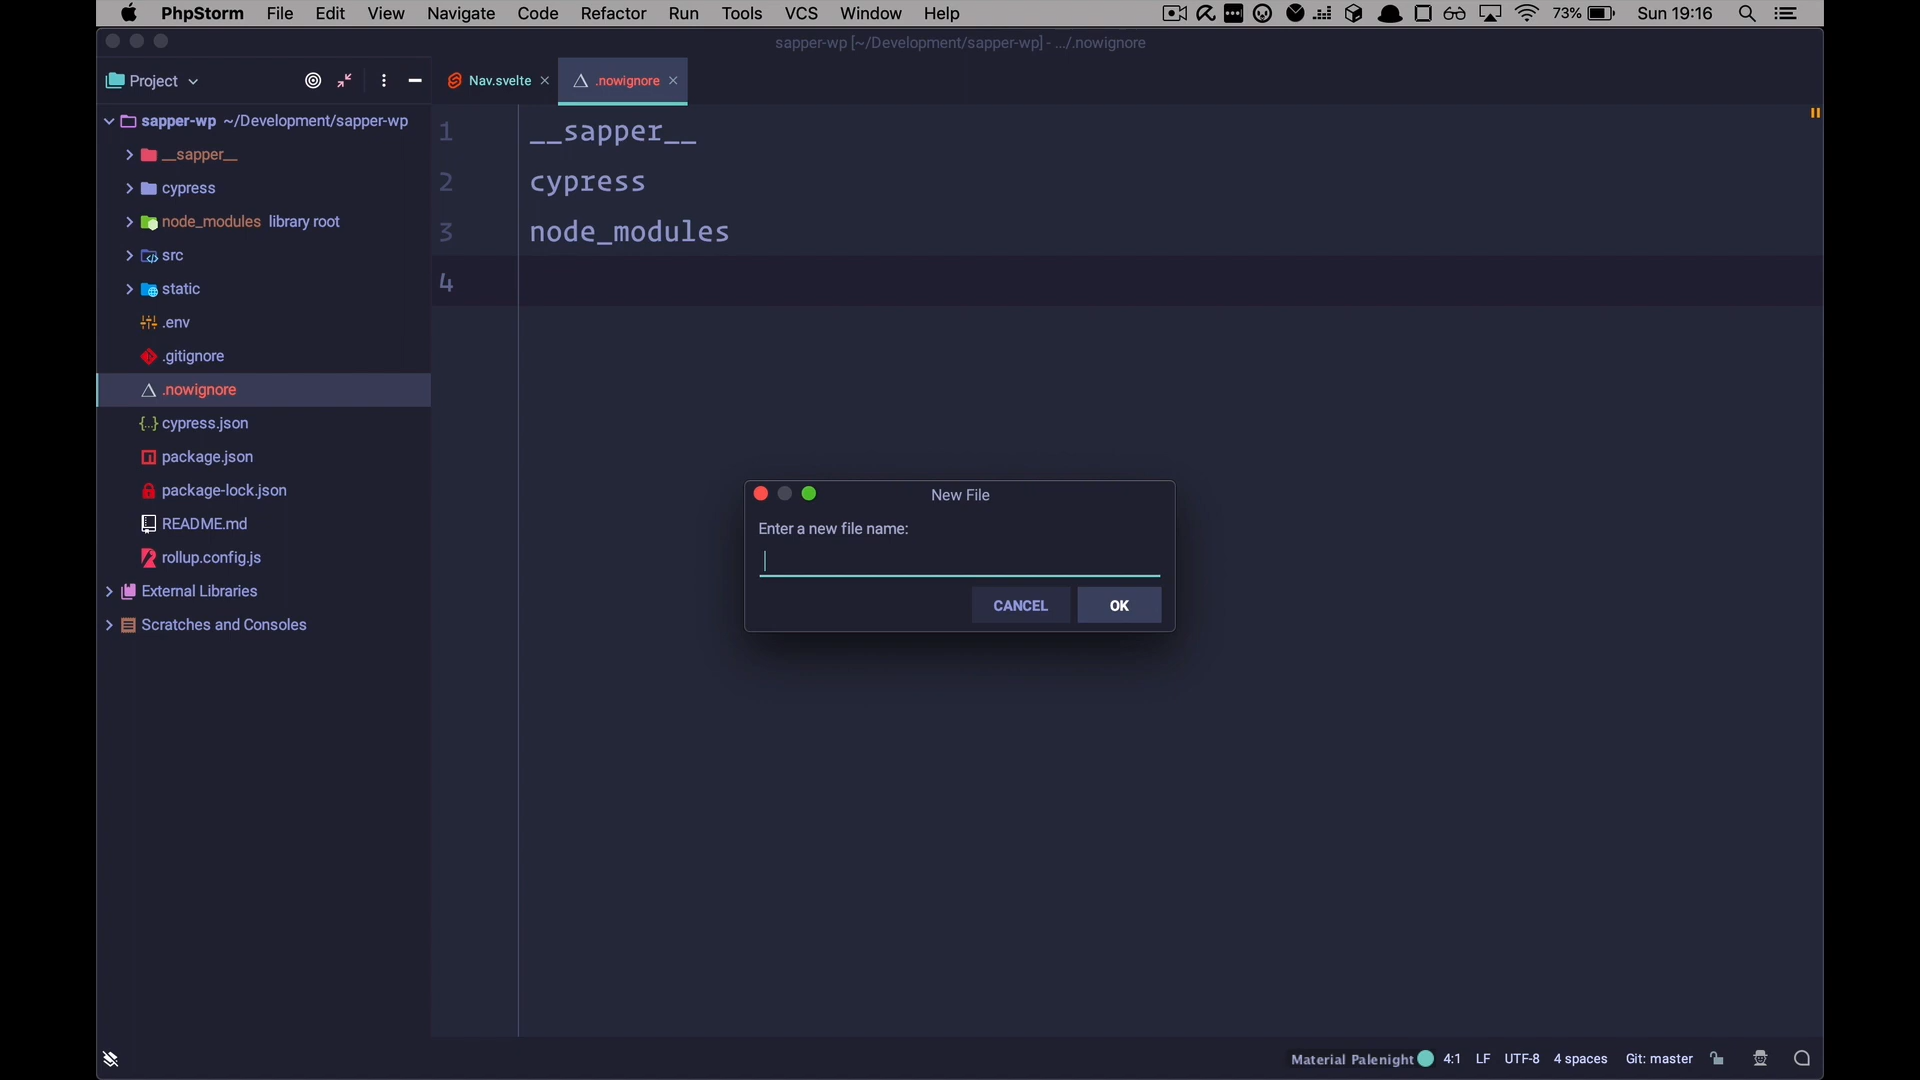 PhpStorm File Edit View Navigate Code Refactor Run Tools VCS Window Help 73% Sun 19:16
sapper-wp [~/Development/sapper-wp] - .../.nowignore
Project
Nav.svelte
.nowignore
sapper-wp ~/Development/sapper-wp
__sapper__
cypress
node_modules library root
src
static
.env
.gitignore
.nowignore
cypress.json
package.json
package-lock.json
README.md
rollup.config.js
External Libraries
Scratches and Consoles
1 __sapper__
2 cypress
3 node_modules
4
New File
Enter a new file name:
CANCEL OK
Material Palenight 4:1 LF UTF-8 4 spaces Git: master